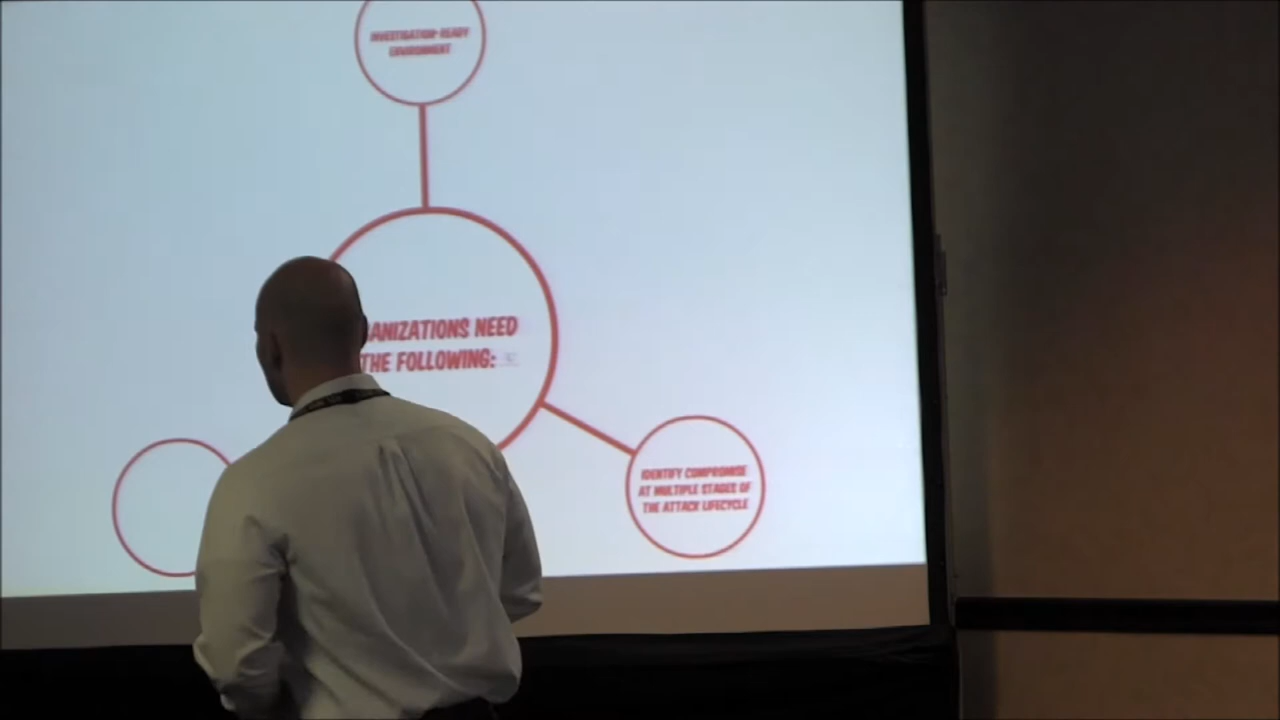 INVESTIGATION-READY
ENVIRONMENT
ANIZATIONS NEED
THE FOLLOWING:
IDENTIFY COMPROMISE
AT MULTIPLE STAGES OF
THE ATTACK LIFECYCLE